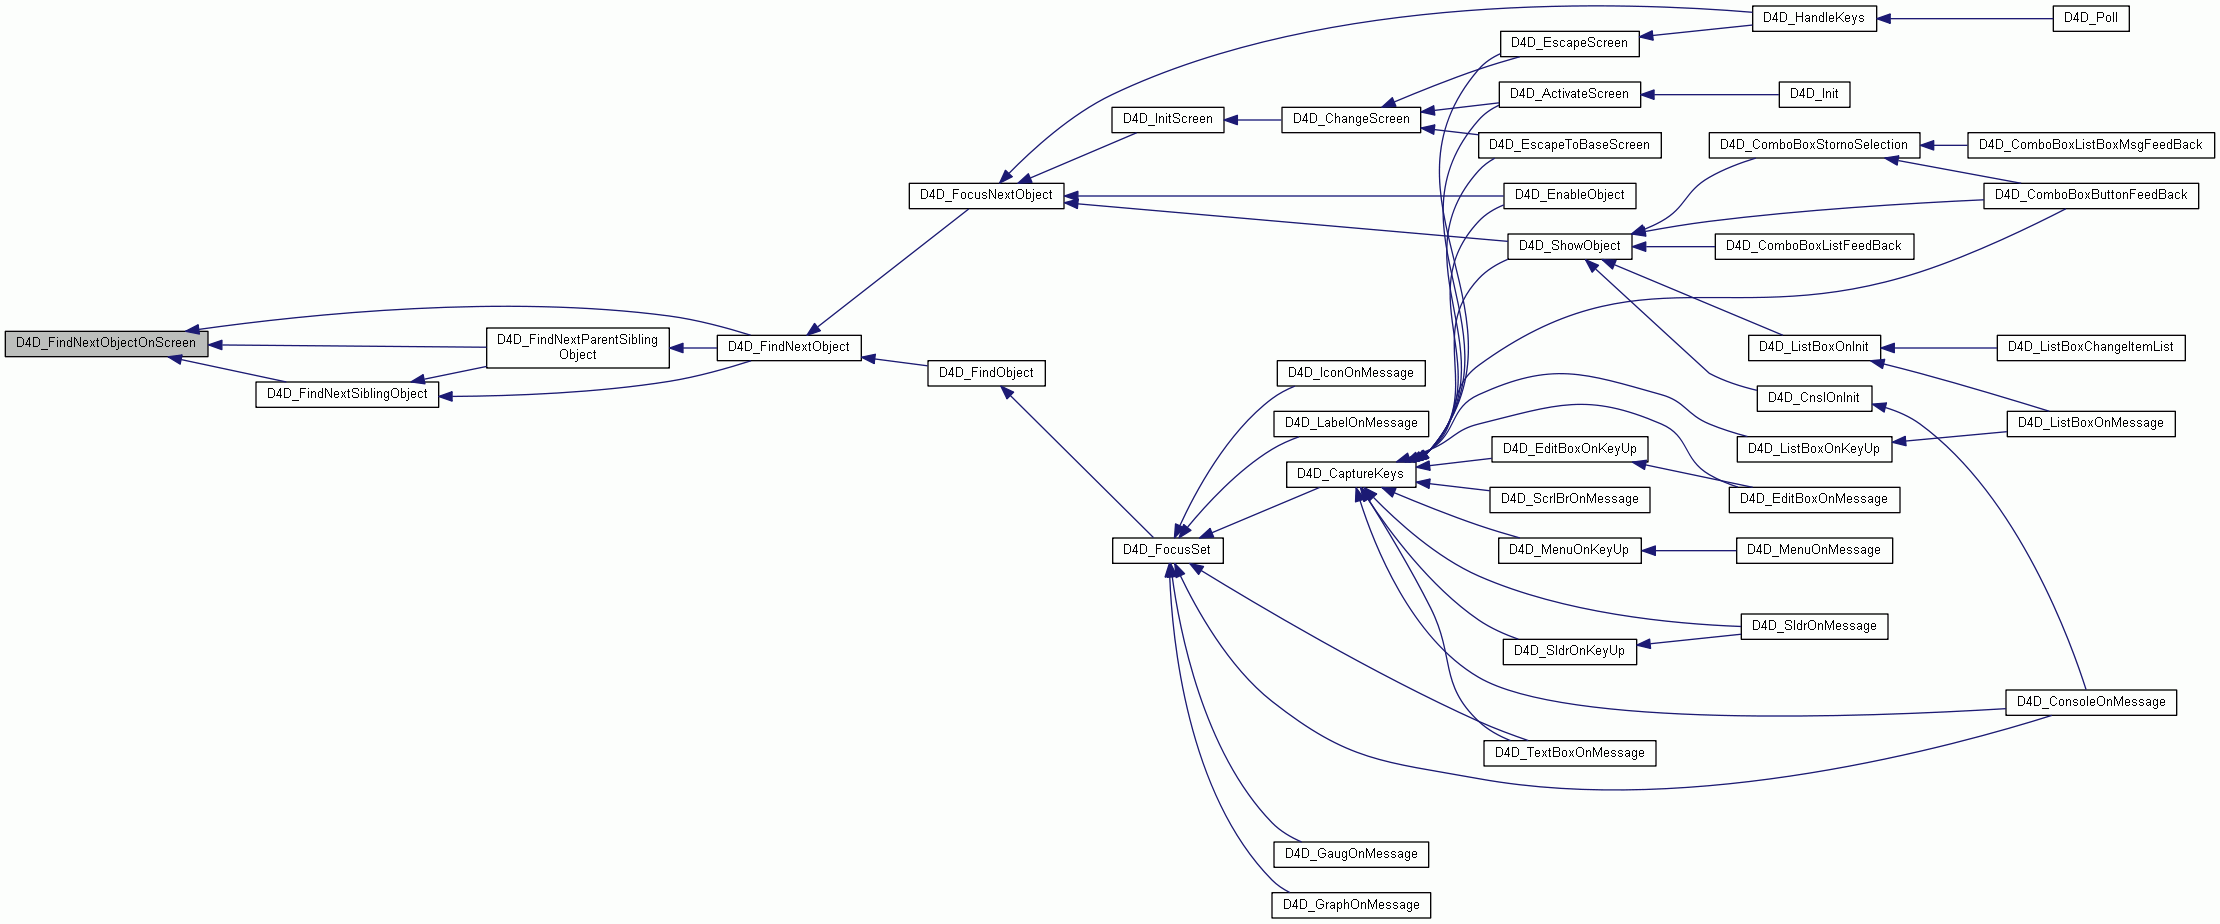 D4D_HandleKeys
D4D_Poll
D4D_EscapeScreen
D4D_ActivateScreen
D4D_Init
D4D_InitScreen
D4D_ChangeScreen
D4D_EscapeToBaseScreen
D4D_ComboBoxStornoSelection
D4D_ComboBoxListBoxMsgFeedBack
D4D_FocusNextObject
D4D_EnableObject
D4D_ComboBoxButtonFeedBack
D4D_ShowObject
D4D_ComboBoxListFeedBack
D4D_FindNextObjectOnScreen
D4D_FindNextParentSibling
Object
D4D_FindNextObject
D4D_ListBoxOnInit
D4D_ListBoxChangeItemList
D4D_FindNextSiblingObject
D4D_FindObject
D4D_IconOnMessage
D4D_CnslOnInit
D4D_LabelOnMessage
D4D_ListBoxOnMessage
D4D_EditBoxOnKeyUp
D4D_ListBoxOnKeyUp
D4D_CaptureKeys
D4D_ScrlBrOnMessage
D4D_EditBoxOnMessage
D4D_FocusSet
D4D_MenuOnKeyUp
D4D_MenuOnMessage
D4D_SldrOnMessage
D4D_SldrOnKeyUp
D4D_ConsoleOnMessage
D4D_TextBoxOnMessage
D4D_GaugOnMessage
D4D_GraphOnMessage